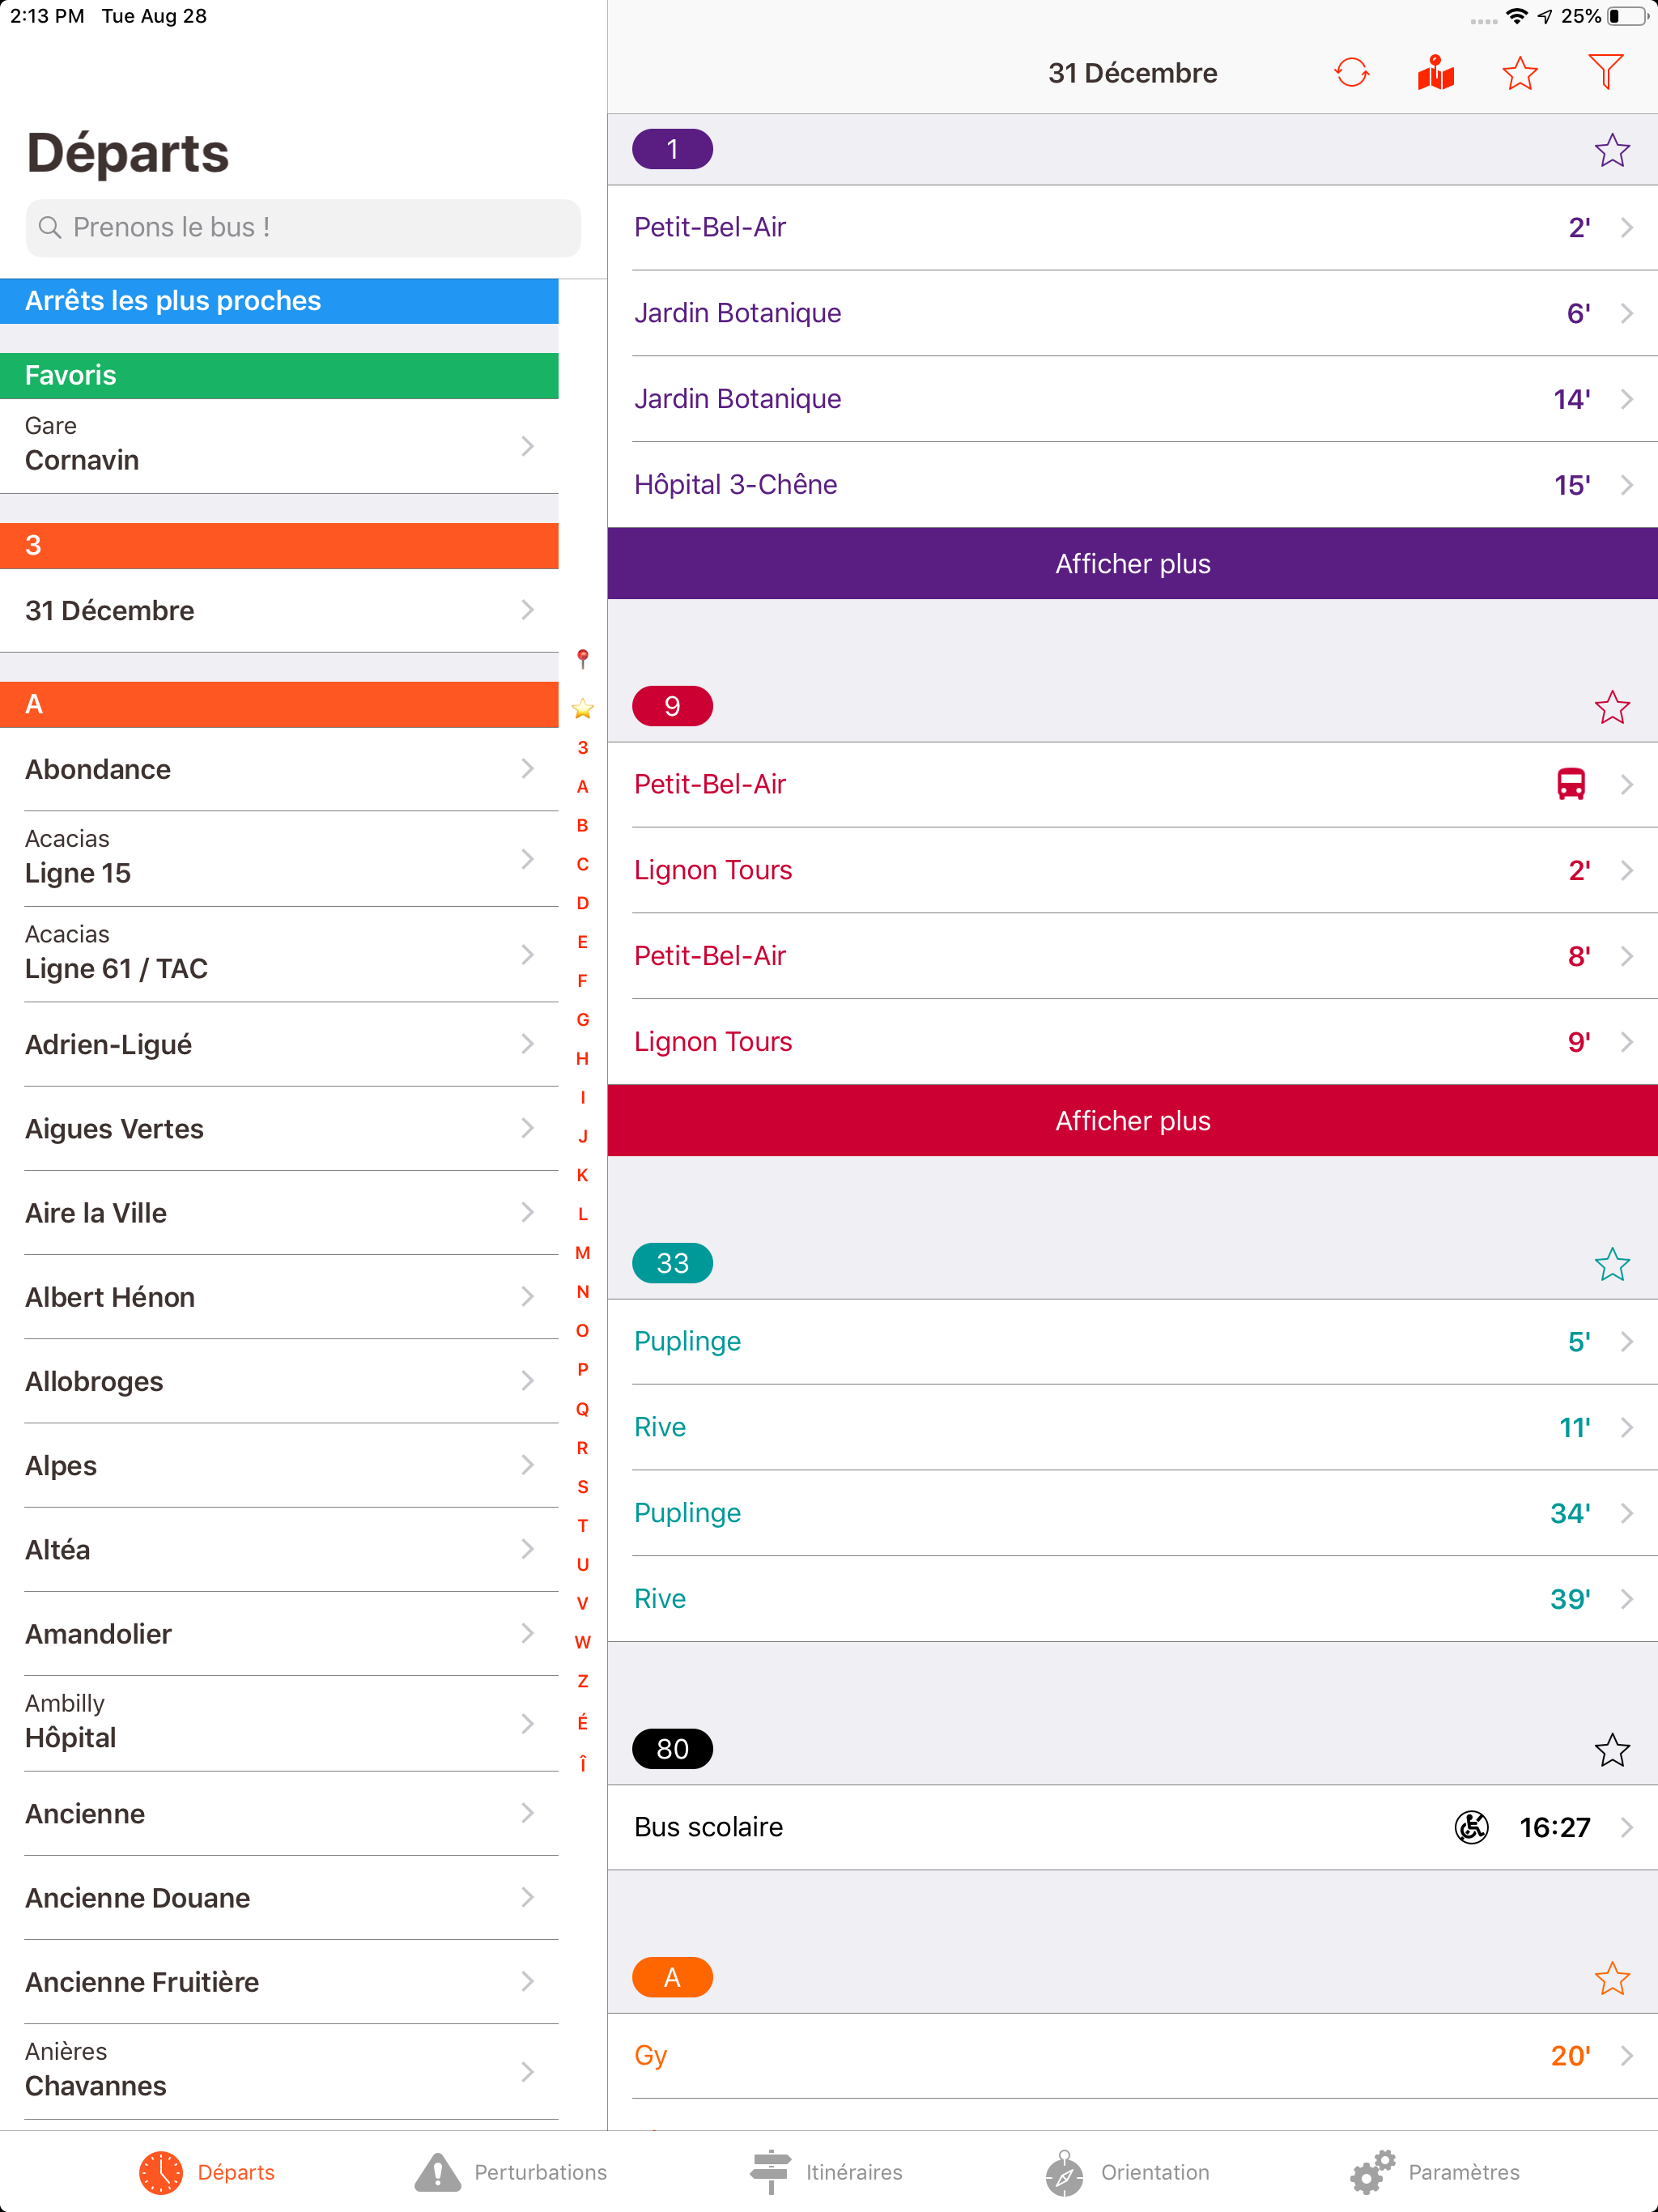 2:13 PM Tue Aug 28
25%
Départs
Prenons le bus !
Arrêts les plus proches
Favoris
Gare
Cornavin
3
31 Décembre
A
Abondance
Acacias
Ligne 15
Acacias
Ligne 61 / TAC
Adrien-Ligué
Aigues Vertes
Aire la Ville
Albert Hénon
Allobroges
Alpes
Altéa
Amandolier
Ambilly
Hôpital
Ancienne
Ancienne Douane
Ancienne Fruitière
Anières
Chavannes
3
A
B
C
D
E
F
G
H
I
J
K
L
M
N
O
P
Q
R
S
T
U
V
W
Z
É
Î
31 Décembre
1
Petit-Bel-Air 2'
Jardin Botanique 6'
Jardin Botanique 14'
Hôpital 3-Chêne 15'
Afficher plus
9
Petit-Bel-Air
Lignon Tours 2'
Petit-Bel-Air 8'
Lignon Tours 9'
Afficher plus
33
Puplinge 5'
Rive 11'
Puplinge 34'
Rive 39'
80
Bus scolaire 16:27
A
Gy 20'
Départs
Perturbations
Itinéraires
Orientation
Paramètres